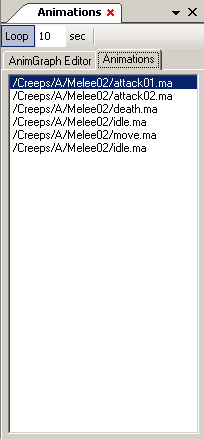 Animations
Loop 10 sec
AnimGraph Editor Animations
/Creeps/A/Melee02/attack01.ma
/Creeps/A/Melee02/attack02.ma
/Creeps/A/Melee02/death.ma
/Creeps/A/Melee02/idle.ma
/Creeps/A/Melee02/move.ma
/Creeps/A/Melee02/idle.ma